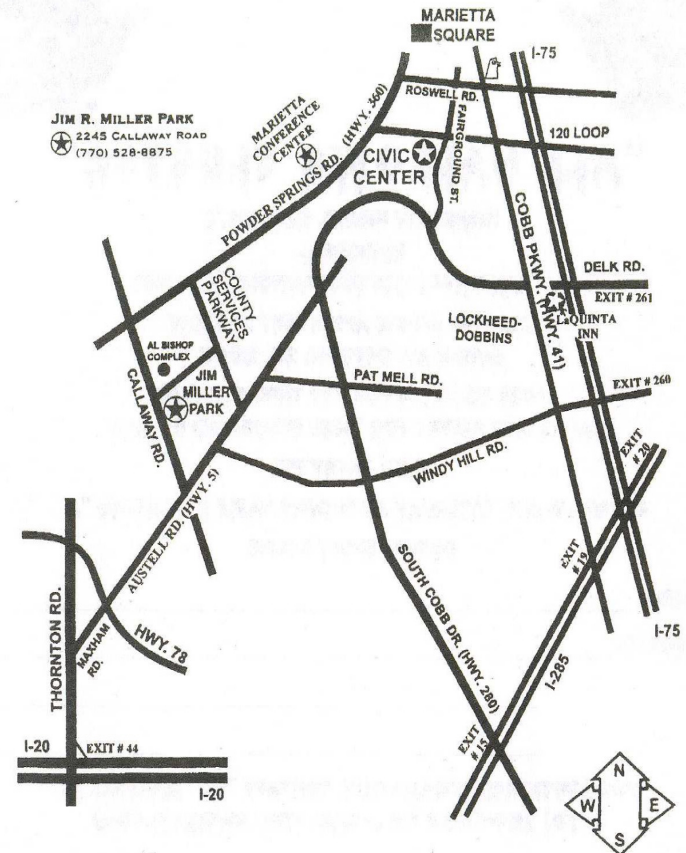 MARIETTA
SQUARE
I-75
ROSWELL RD.
JIM R. MILLER PARK
2245 CALLAWAY ROAD
(770) 528-8875
MARIETTA
CONFERENCE
CENTER
POWDER SPRINGS RD. (HWY. 360)
CIVIC
CENTER
FAIRGROUND ST.
120 LOOP
COBB PKWY. (HWY. 41)
DELK RD.
EXIT # 261
LaQUINTA
INN
LOCKHEED-
DOBBINS
COUNTY
SERVICES
PARKWAY
AL BISHOP
COMPLEX
JIM
MILLER
PARK
CALLAWAY RD.
PAT MELL RD.
EXIT # 260
WINDY HILL RD.
EXIT
# 20
EXIT
# 19
AUSTELL RD. (HWY. 5)
SOUTH COBB DR. (HWY. 280)
I-75
I-285
THORNTON RD.
MAXHAM
RD.
HWY. 78
EXIT
# 15
I-20
EXIT # 44
I-20
N
W
E
S